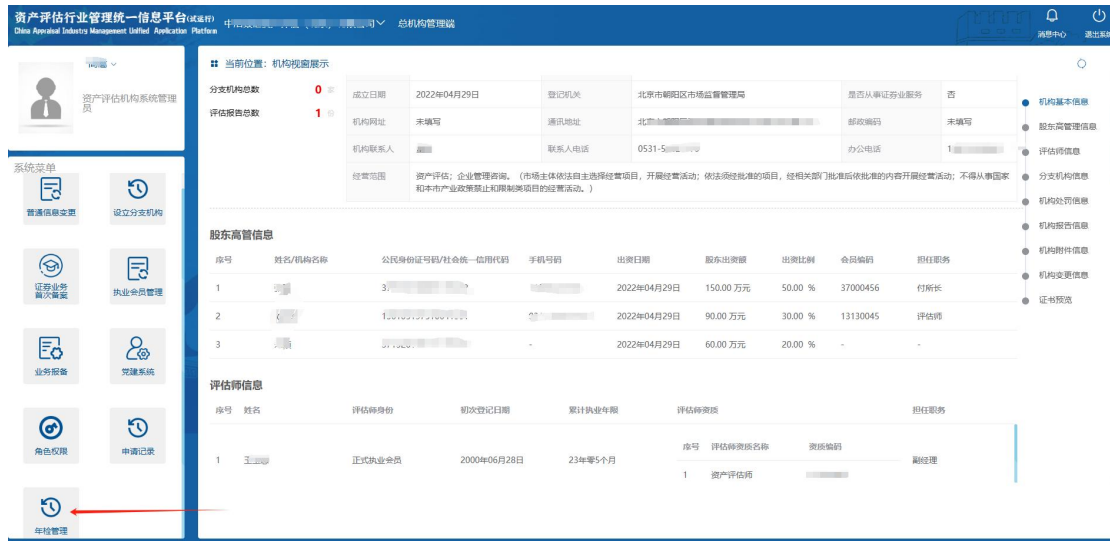 资产评估行业管理统一信息平台(试运行)
China Appraisal Industry Management Unified Application Platform
总机构管理端
消息中心
退出系统
资产评估机构系统管理员
系统菜单
普通信息变更
设立分支机构
证券业务首次备案
执业会员管理
业务报备
党建系统
角色权限
申请记录
年检管理
当前位置：机构视窗展示
分支机构总数 0
评估报告总数 1
成立日期 2022年04月29日 登记机关 北京市朝阳区市场监督管理局 是否从事证券业服务 否
机构网址 未填写 通讯地址 邮政编码 未填写
机构联系人 联系人电话 0531-5 办公电话 1
经营范围 资产评估；企业管理咨询。（市场主体依法自主选择经营项目，开展经营活动；依法须经批准的项目，经相关部门批准后依批准的内容开展经营活动；不得从事国家
和本市产业政策禁止和限制类项目的经营活动。）
股东高管信息
序号 姓名/机构名称 公民身份证号码/社会统一信用代码 手机号码 出资日期 股东出资额 出资比例 会员编码 担任职务
1 2022年04月29日 150.00 万元 50.00 % 37000456 付所长
2 2022年04月29日 90.00 万元 30.00 % 13130045 评估师
3 - 2022年04月29日 60.00 万元 20.00 % - -
评估师信息
序号 姓名 评估师身份 初次登记日期 累计执业年限 评估师资质 担任职务
序号 评估师资质名称 资质编码
1 正式执业会员 2000年06月28日 23年零5个月 副经理
1 资产评估师
机构基本信息
股东高管理信息
评估师信息
分支机构信息
机构处罚信息
机构报告信息
机构附件信息
机构变更信息
证书预览